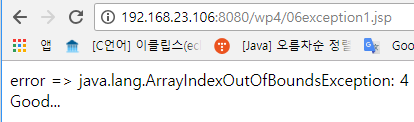 192.168.23.106:8080/wp4/06exception1.jsp
앱
[C언어] 이클립스(ec
[Java] 오름차순 정렬
Goo
error => java.lang.ArrayIndexOutOfBoundsException: 4
Good...